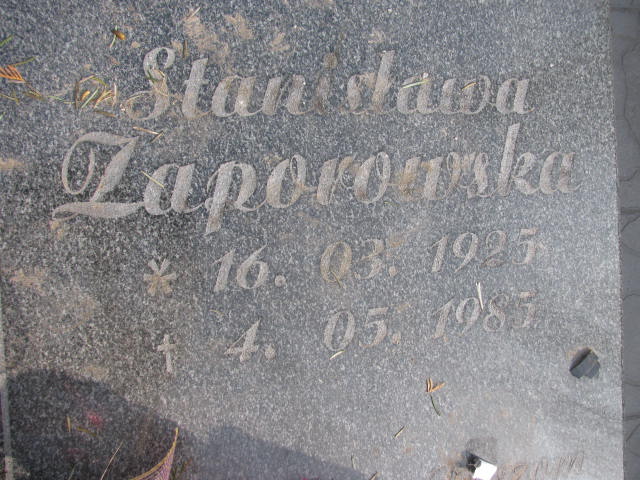 Stanisława
Zaporowska
* 16. 03. 1925
† 4. 05. 1985